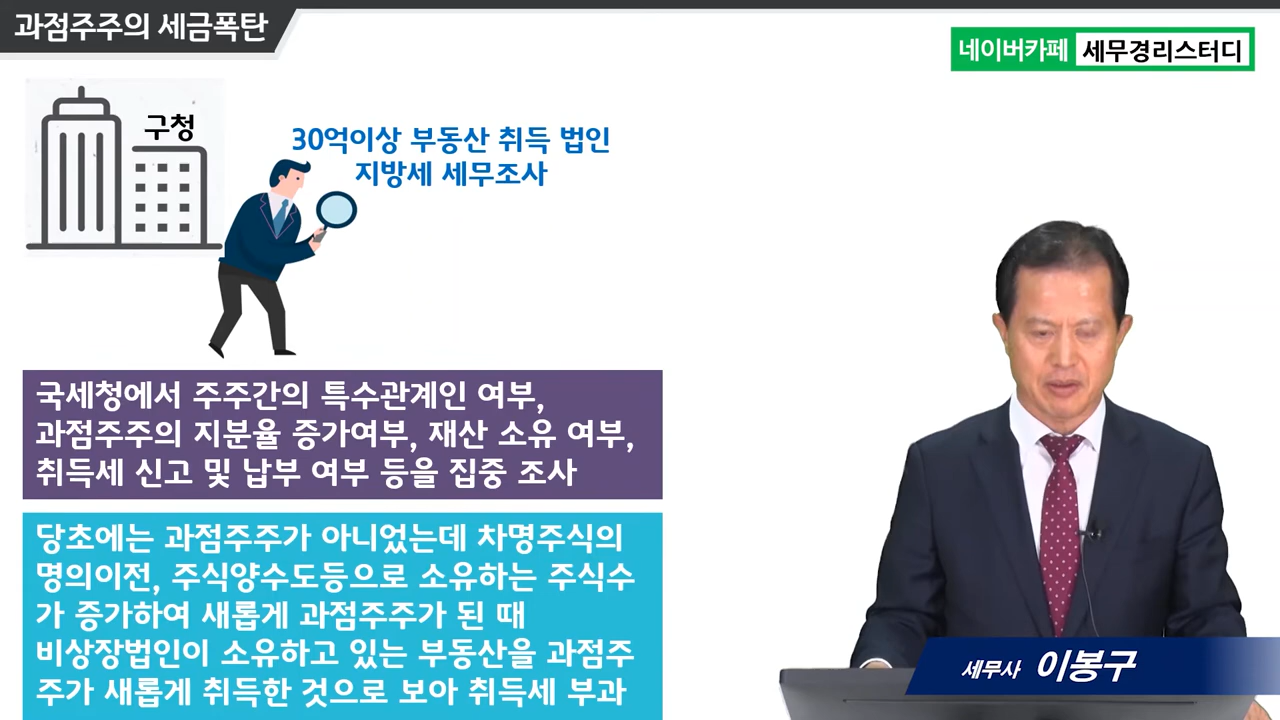 과점주주의 세금폭탄
네이버카페 세무경리스터디
구청
30억이상 부동산 취득 법인
지방세 세무조사
국세청에서 주주간의 특수관계인 여부,
과점주주의 지분율 증가여부, 재산 소유 여부,
취득세 신고 및 납부 여부 등을 집중 조사
당초에는 과점주주가 아니었는데 차명주식의
명의이전, 주식양수도등으로 소유하는 주식수
가 증가하여 새롭게 과점주주가 된 때
비상장법인이 소유하고 있는 부동산을 과점주
주가 새롭게 취득한 것으로 보아 취득세 부과
세무사 이봉구